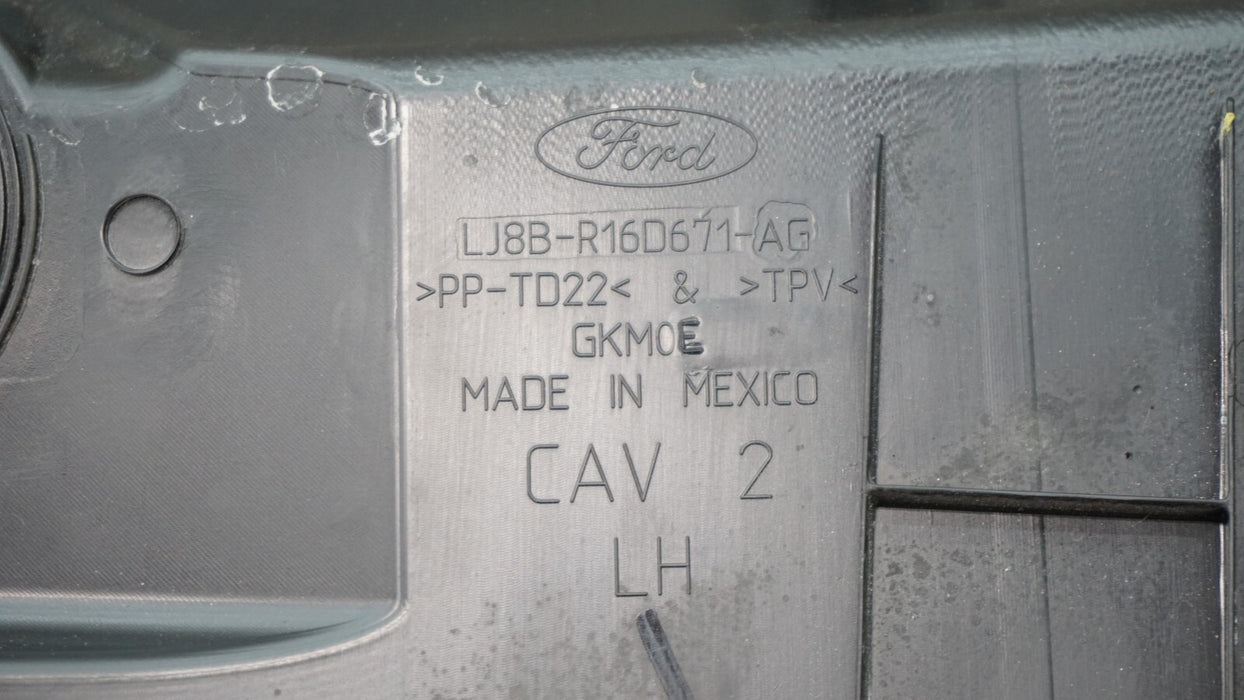 Ford
LJ8B-R16D671-AG
>PP-TD22< & >TPV<
GKM0E
MADE IN MEXICO
CAV 2
LH